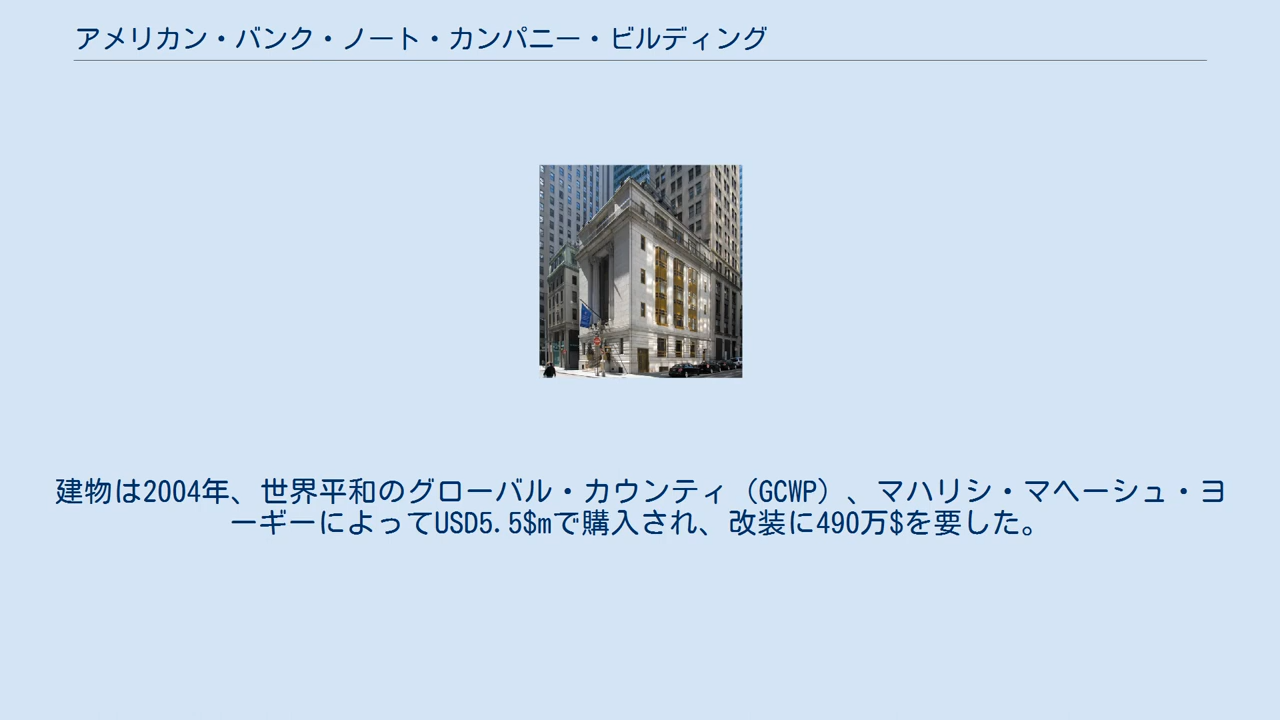 アメリカン・バンク・ノート・カンパニー・ビルディング
建物は2004年、世界平和のグローバル・カウンティ（GCWP）、マハリシ・マヘーシュ・ヨ
ーギーによってUSD5.5$mで購入され、改装に490万$を要した。